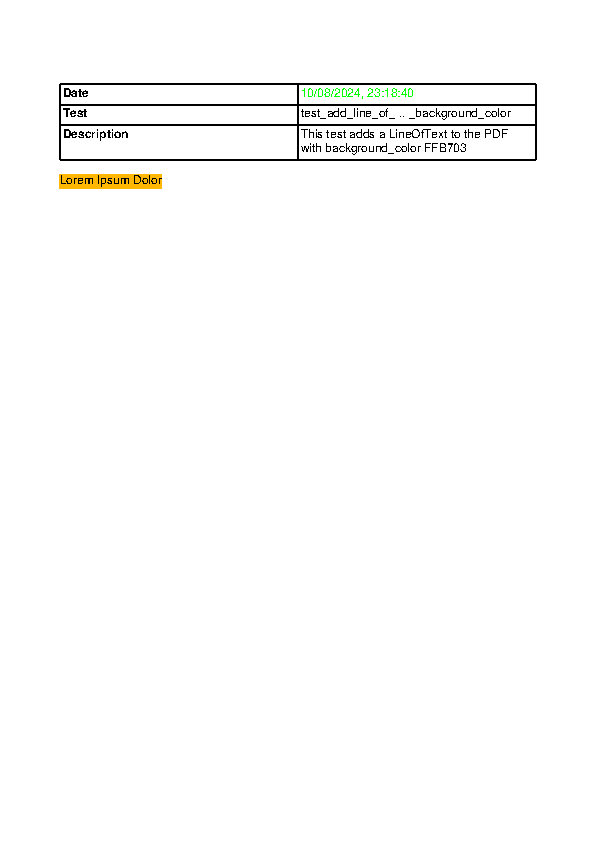 Date 10/08/2024, 23:18:40
Test test_add_line_of_ .. _background_color
Description This test adds a LineOfText to the PDF
with background_color FFB703
Lorem Ipsum Dolor